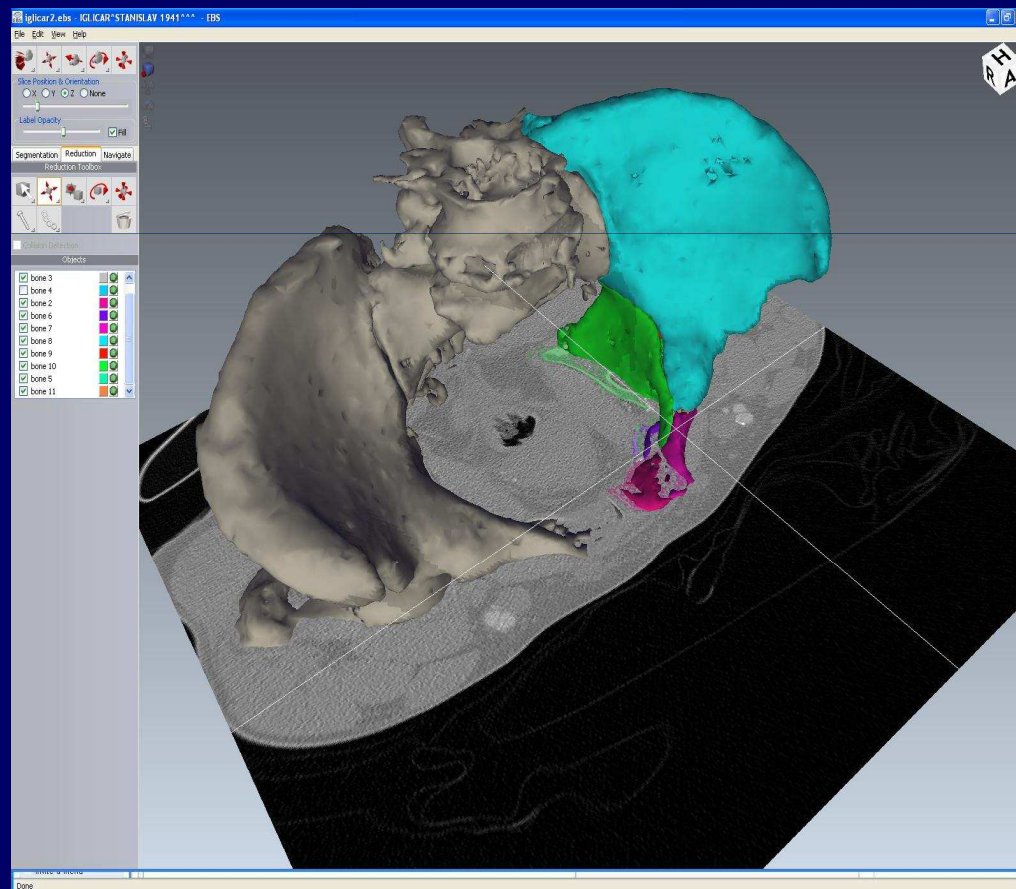 iglicar2.ebs - IGLICAR^STANISLAV 1941^^^ - EBS
File Edit View Help
Slice Position & Orientation
X Y Z None
Label Opacity
Fill
Segmentation Reduction Navigate
Reduction Toolbox
Collision Detection
Objects
bone 3
bone 4
bone 2
bone 6
bone 7
bone 8
bone 9
bone 10
bone 5
bone 11
H
R A
Done